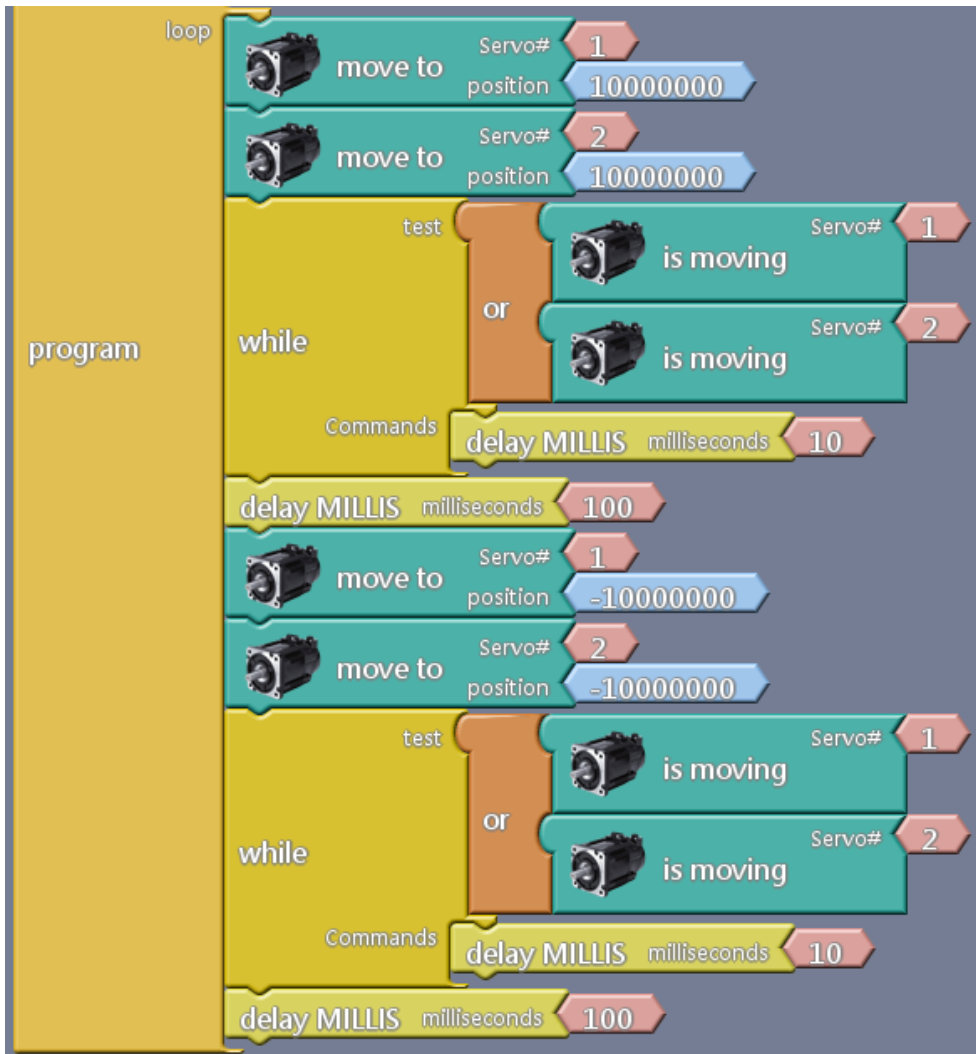 loop
Servo# 1
move to
position 10000000
Servo# 2
move to
position 10000000
test
Servo# 1
is moving
or
Servo# 2
is moving
while
program
Commands
delay MILLIS milliseconds 10
delay MILLIS milliseconds 100
Servo# 1
move to
position -10000000
Servo# 2
move to
position -10000000
test
Servo# 1
is moving
or
Servo# 2
is moving
while
Commands
delay MILLIS milliseconds 10
delay MILLIS milliseconds 100